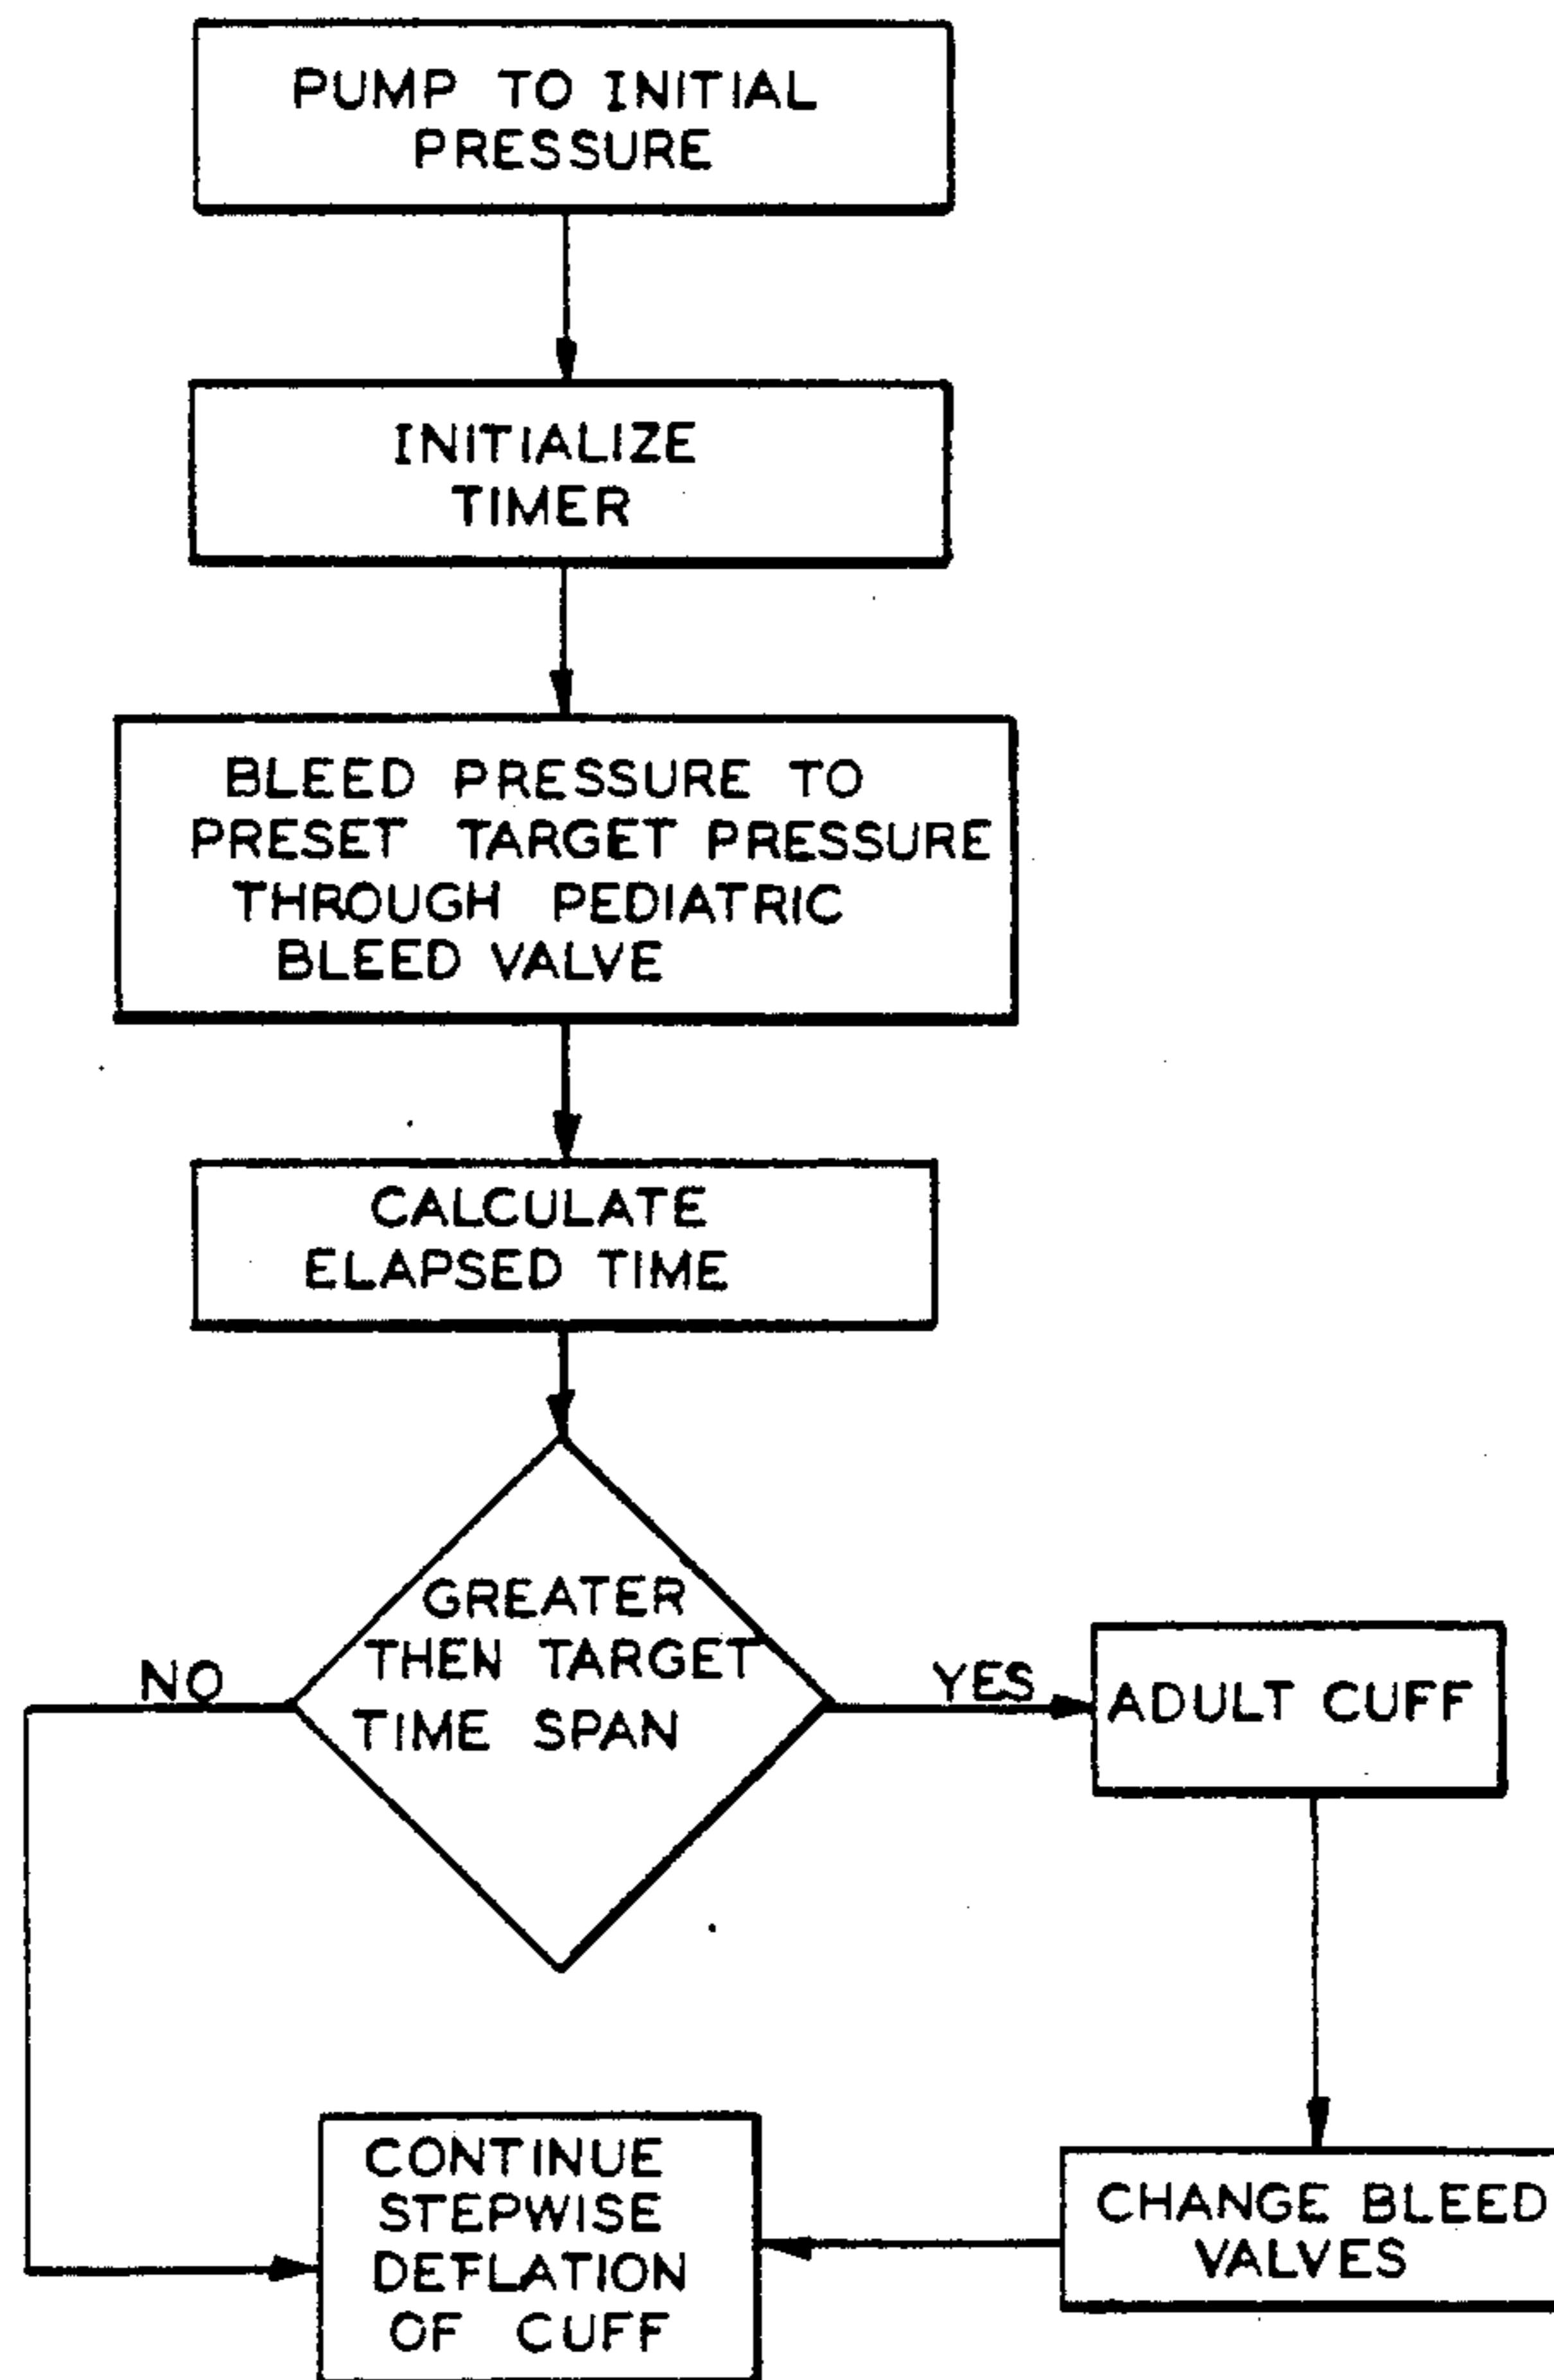 PUMP TO INITIAL
PRESSURE
INITIALIZE
TIMER
BLEED PRESSURE TO
PRESET TARGET PRESSURE
THROUGH PEDIATRIC
BLEED VALVE
CALCULATE
ELAPSED TIME
GREATER
THEN TARGET
TIME SPAN
NO
YES
ADULT CUFF
CHANGE BLEED
VALVES
CONTINUE
STEPWISE
DEFLATION
OF CUFF